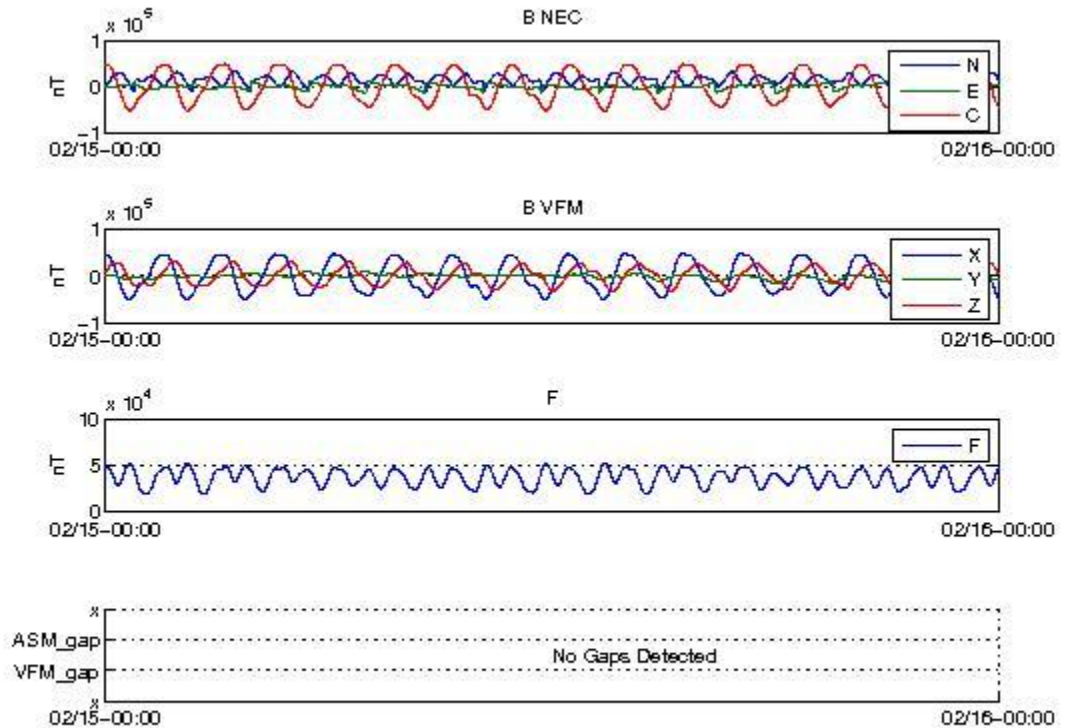 B NEC
x 10^5
1
0
−1
nT
N
E
C
02/15−00:00
02/16−00:00
B VFM
x 10^5
1
0
−1
nT
X
Y
Z
02/15−00:00
02/16−00:00
F
x 10^4
10
5
0
nT
F
02/15−00:00
02/16−00:00
x
ASM_gap
VFM_gap
x
No Gaps Detected
02/15−00:00
02/16−00:00